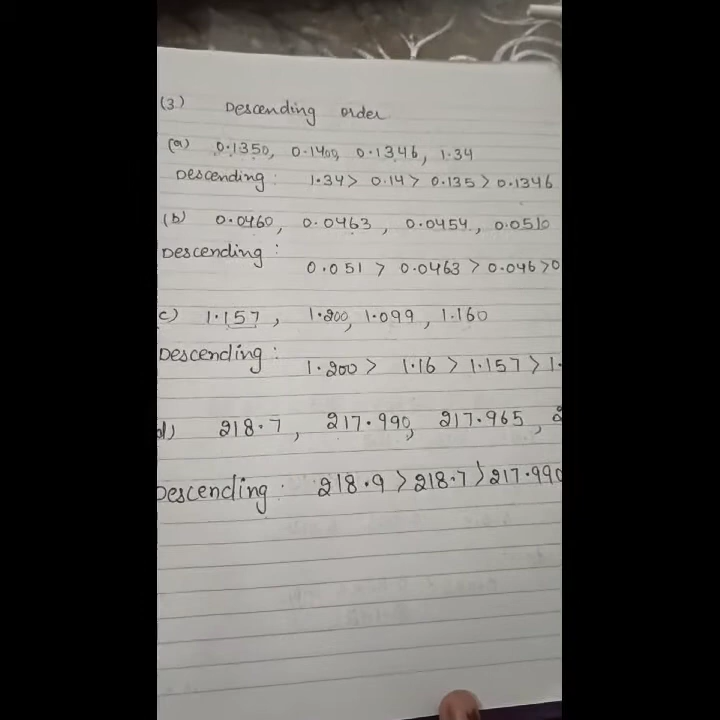 (3.) Descending order
(a) 0.1350, 0.1400, 0.1346, 1.34
Descending: 1.34 > 0.14 > 0.135 > 0.1346
(b) 0.0460, 0.0463, 0.0454, 0.0510
Descending:
0.051 > 0.0463 > 0.046 > 0
c) 1.157, 1.200, 1.099, 1.160
Descending:
1.200 > 1.16 > 1.157 > 1.
d) 218.7, 217.990, 217.965, 2
Descending: 218.9 > 218.7 > 217.990